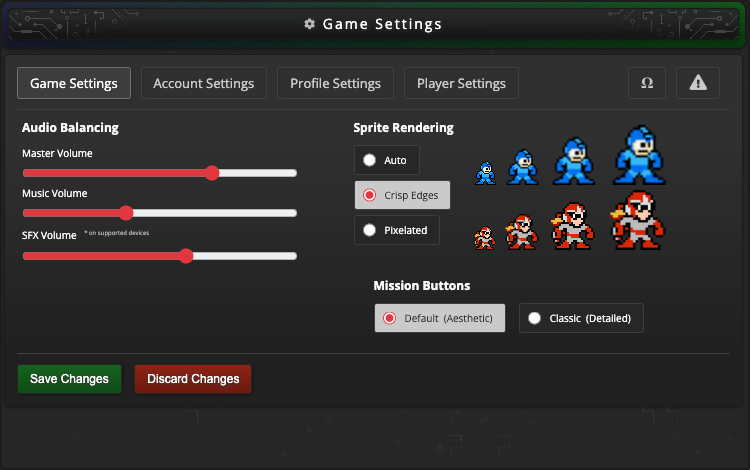 Game Settings
Game Settings
Account Settings
Profile Settings
Player Settings
Ω
Audio Balancing
Master Volume
Music Volume
SFX Volume * on supported devices
Sprite Rendering
Auto
Crisp Edges
Pixelated
Mission Buttons
Default (Aesthetic)
Classic (Detailed)
Save Changes
Discard Changes